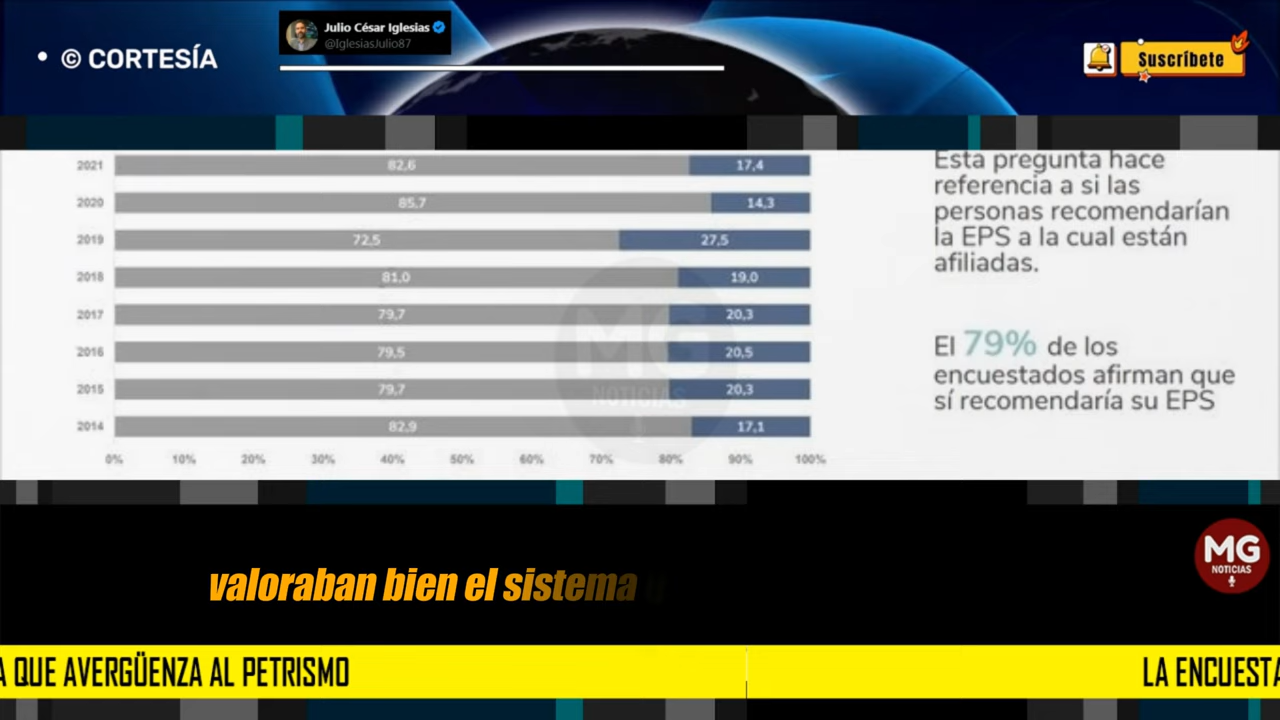 • © CORTESÍA
Julio César Iglesias
@IglesiasJulio87
Suscríbete
2021 82,6 17,4
2020 85,7 14,3
2019 72,5 27,5
2018 81,0 19,0
2017 79,7 20,3
2016 79,5 20,5
2015 79,7 20,3
2014 82,9 17,1
0% 10% 20% 30% 40% 50% 60% 70% 80% 90% 100%
Esta pregunta hace
referencia a si las
personas recomendarían
la EPS a la cual están
afiliadas.
El 79% de los
encuestados afirman que
sí recomendaría su EPS
MG
NOTICIAS
valoraban bien el sistema
MG
NOTICIAS
A QUE AVERGÜENZA AL PETRISMO
LA ENCUESTA